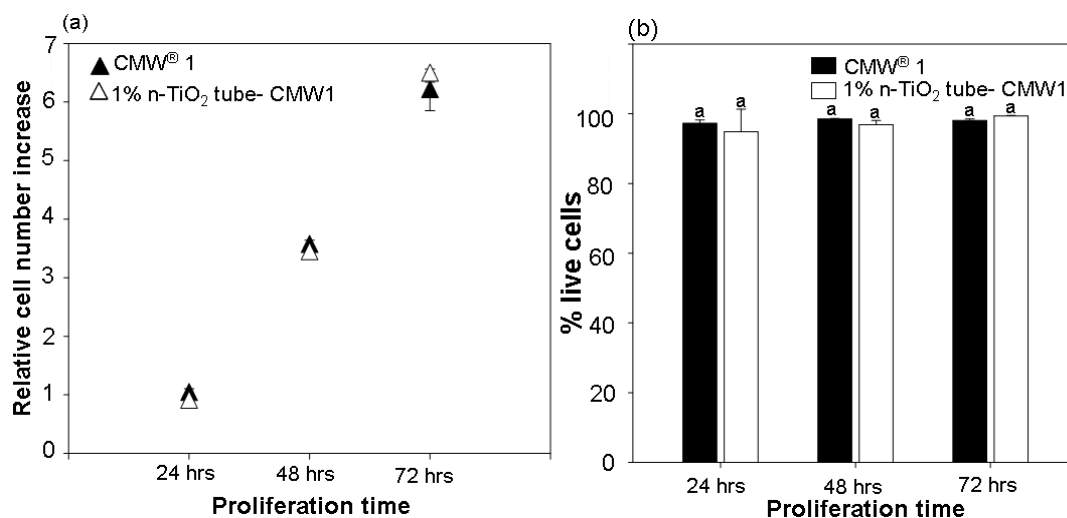 (a)
7
6
5
4
3
2
1
0
Relative cell number increase
CMW® 1
1% n-TiO₂ tube- CMW1
24 hrs
48 hrs
72 hrs
Proliferation time
(b)
100
80
60
40
20
0
% live cells
CMW® 1
1% n-TiO₂ tube- CMW1
a a a a a a
24 hrs
48 hrs
72 hrs
Proliferation time